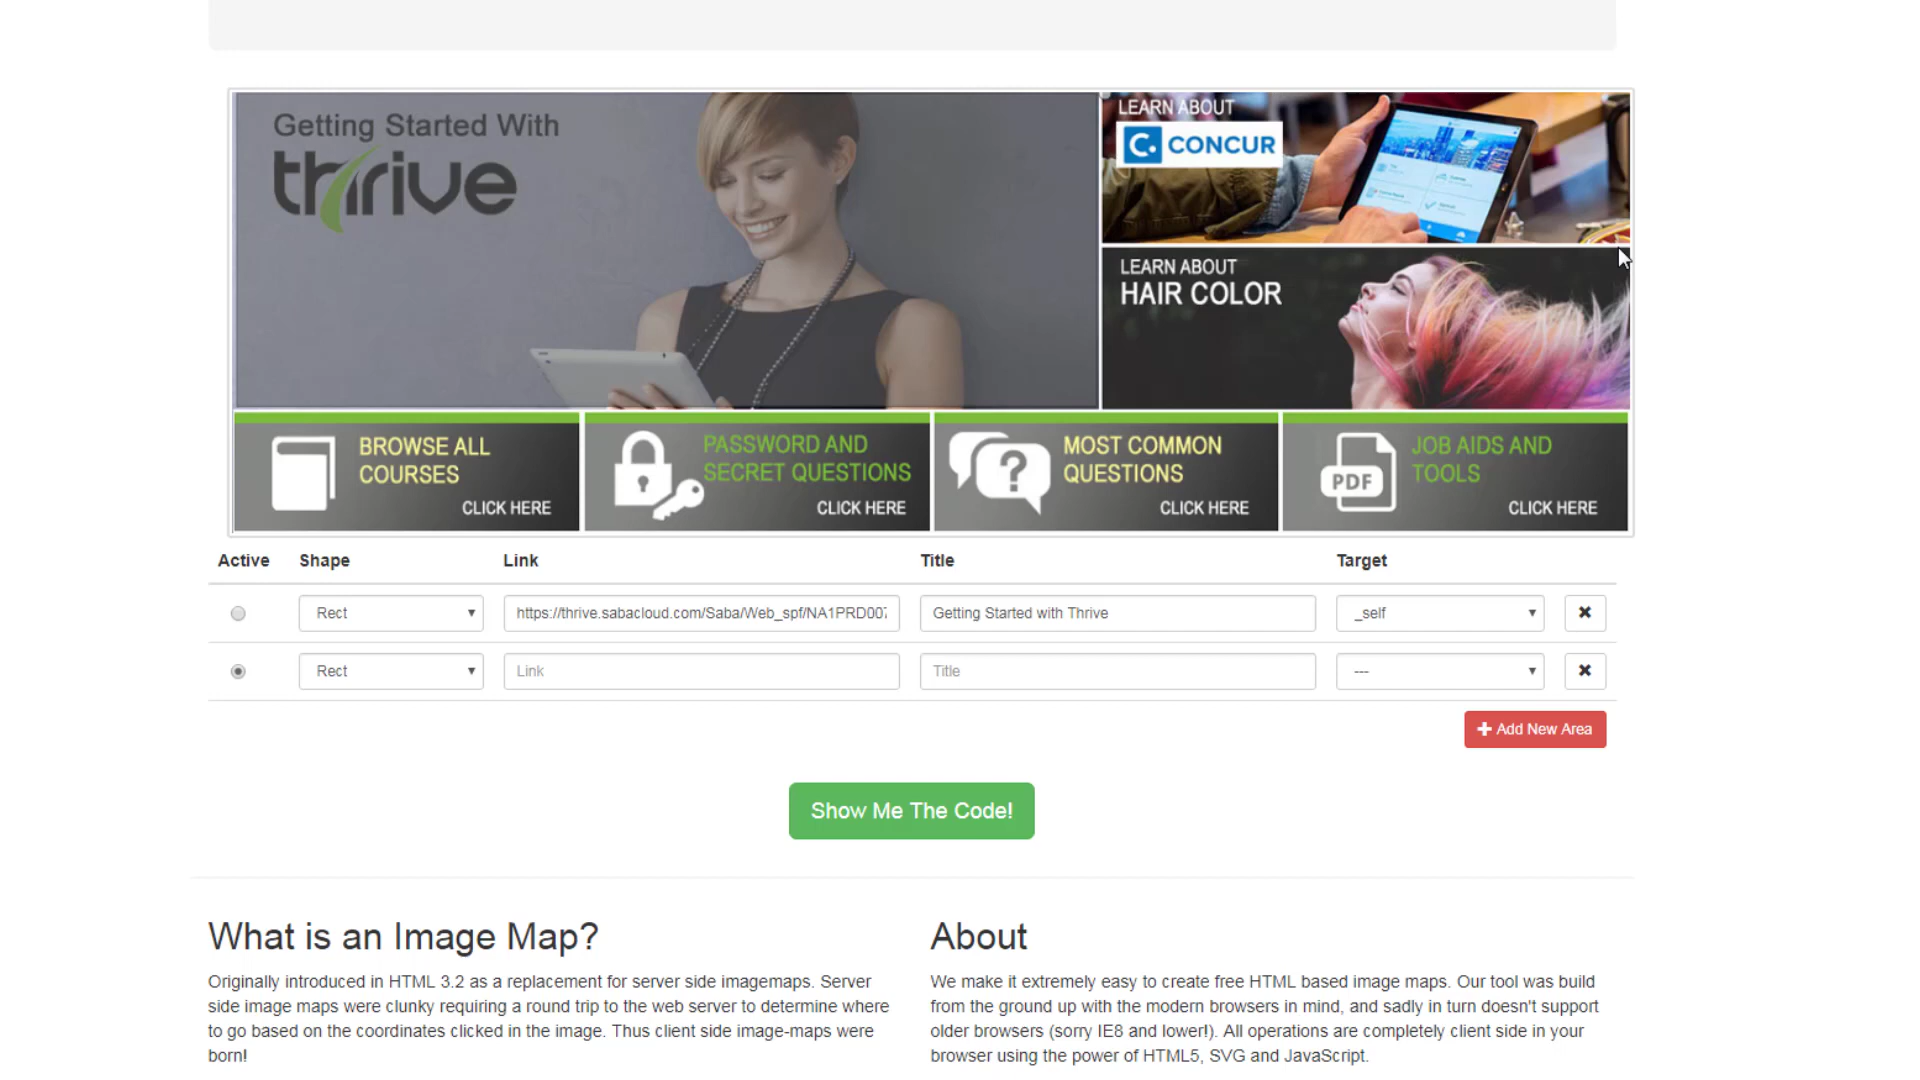 Getting Started With
thrive
LEARN ABOUT
C. CONCUR
LEARN ABOUT
HAIR COLOR
BROWSE ALL
COURSES
CLICK HERE
PASSWORD AND
SECRET QUESTIONS
CLICK HERE
?
MOST COMMON
QUESTIONS
CLICK HERE
PDF
JOB AIDS AND
TOOLS
CLICK HERE
Active Shape Link Title Target
Rect https://thrive.sabacloud.com/Saba/Web_spf/NA1PRD007 Getting Started with Thrive _self
Rect Link Title ---
Add New Area
Show Me The Code!
What is an Image Map?
Originally introduced in HTML 3.2 as a replacement for server side imagemaps. Server
side image maps were clunky requiring a round trip to the web server to determine where
to go based on the coordinates clicked in the image. Thus client side image-maps were
born!
About
We make it extremely easy to create free HTML based image maps. Our tool was build
from the ground up with the modern browsers in mind, and sadly in turn doesn't support
older browsers (sorry IE8 and lower!). All operations are completely client side in your
browser using the power of HTML5, SVG and JavaScript.